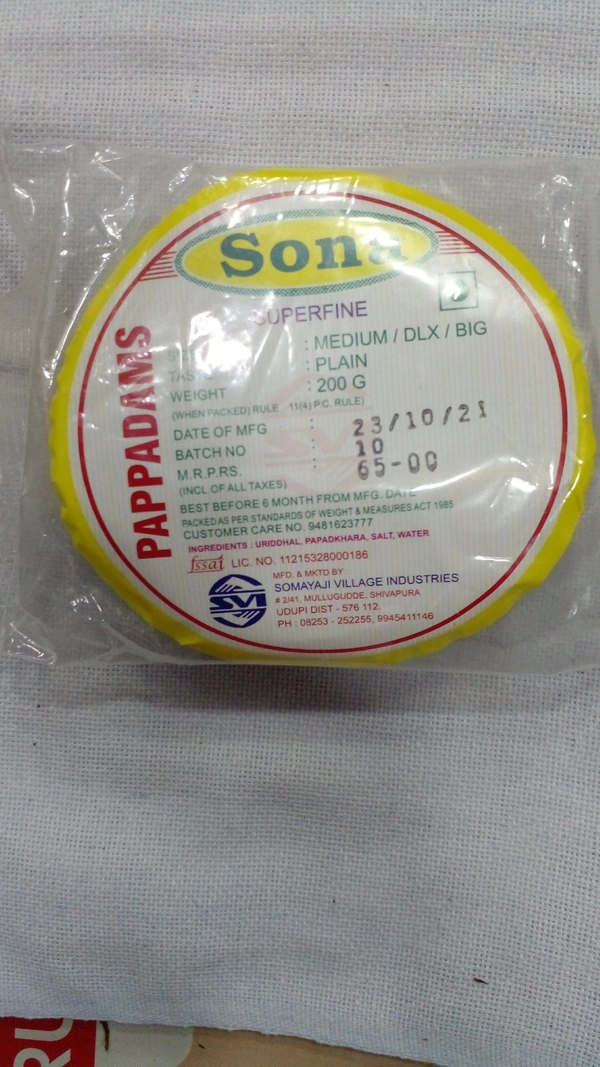 Sona
SUPERFINE
PAPPADAMS
: MEDIUM / DLX / BIG
: PLAIN
WEIGHT : 200 G
(WHEN PACKED) RULE 11(4) P.C. RULE)
DATE OF MFG : 23/10/21
BATCH NO : 10
M.R.P.RS. : 65-00
(INCL. OF ALL TAXES)
BEST BEFORE 6 MONTH FROM MFG. DATE
PACKED AS PER STANDARDS OF WEIGHT & MEASURES ACT 1985
CUSTOMER CARE NO. 9481623777
INGREDIENTS : URIDDHAL, PAPADKHARA, SALT, WATER
fssai LIC. NO. 11215328000186
MFD. & MKTD BY :
SOMAYAJI VILLAGE INDUSTRIES
# 2/41, MULLUGUDDE, SHIVAPURA
UDUPI DIST - 576 112.
PH : 08253 - 252255, 9945411146
SVI